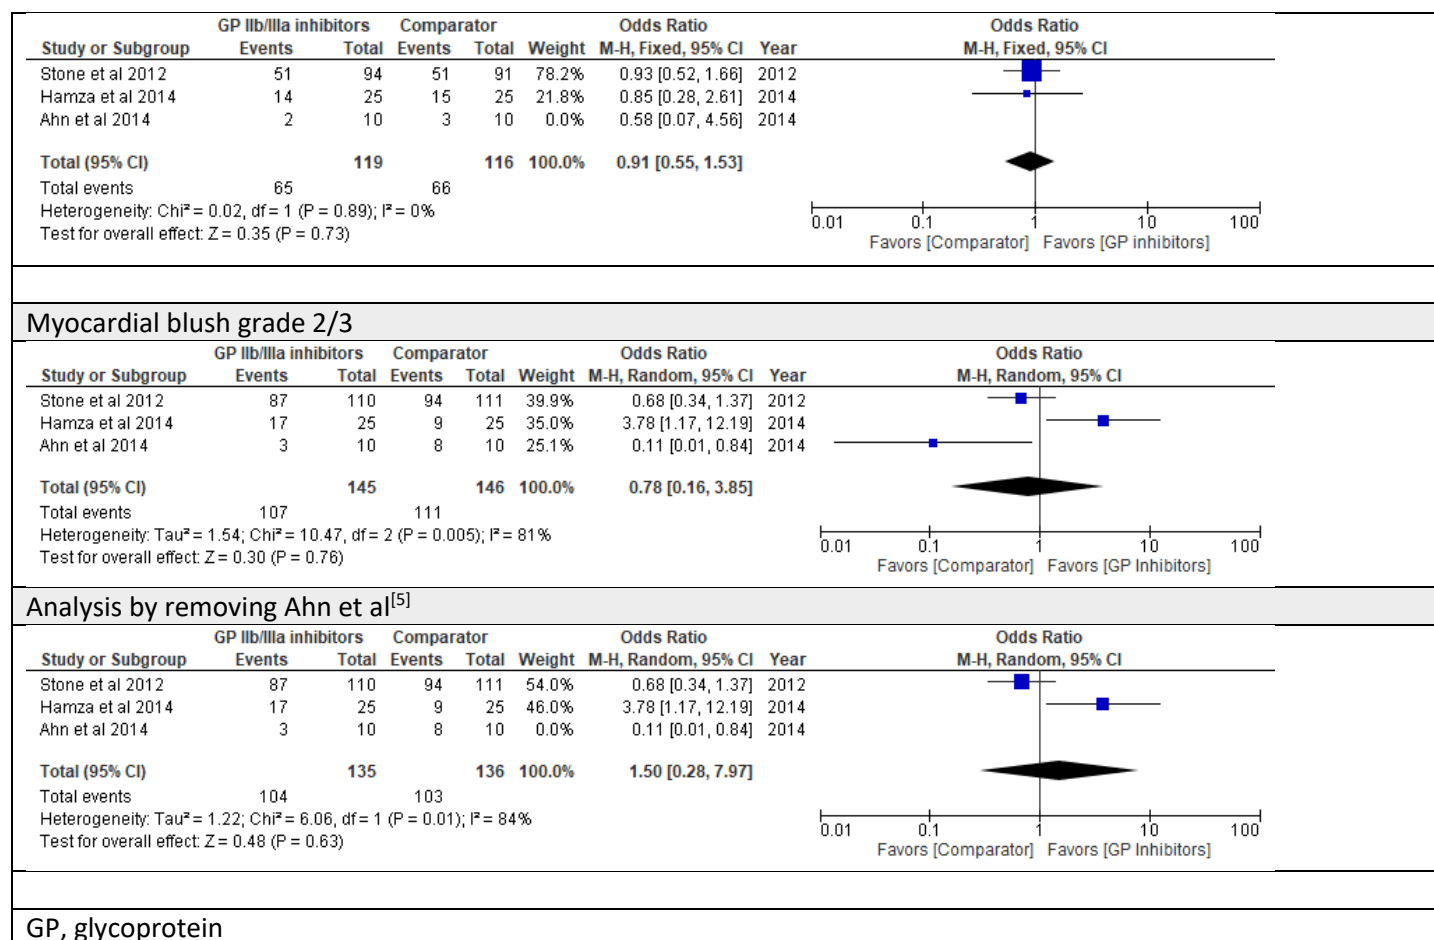 GP IIb/IIIa inhibitors Comparator Odds Ratio Odds Ratio
Study or Subgroup Events Total Events Total Weight M-H, Fixed, 95% CI Year M-H, Fixed, 95% CI
Stone et al 2012 51 94 51 91 78.2% 0.93 [0.52, 1.66] 2012
Hamza et al 2014 14 25 15 25 21.8% 0.85 [0.28, 2.61] 2014
Ahn et al 2014 2 10 3 10 0.0% 0.58 [0.07, 4.56] 2014
Total (95% CI) 119 116 100.0% 0.91 [0.55, 1.53]
Total events 65 66
Heterogeneity: Chi² = 0.02, df = 1 (P = 0.89); I² = 0%
Test for overall effect: Z = 0.35 (P = 0.73)
0.01 0.1 1 10 100
Favors [Comparator] Favors [GP inhibitors]
Myocardial blush grade 2/3
GP IIb/IIIa inhibitors Comparator Odds Ratio Odds Ratio
Study or Subgroup Events Total Events Total Weight M-H, Random, 95% CI Year M-H, Random, 95% CI
Stone et al 2012 87 110 94 111 39.9% 0.68 [0.34, 1.37] 2012
Hamza et al 2014 17 25 9 25 35.0% 3.78 [1.17, 12.19] 2014
Ahn et al 2014 3 10 8 10 25.1% 0.11 [0.01, 0.84] 2014
Total (95% CI) 145 146 100.0% 0.78 [0.16, 3.85]
Total events 107 111
Heterogeneity: Tau² = 1.54; Chi² = 10.47, df = 2 (P = 0.005); I² = 81%
Test for overall effect: Z = 0.30 (P = 0.76)
0.01 0.1 1 10 100
Favors [Comparator] Favors [GP Inhibitors]
Analysis by removing Ahn et al[5]
GP IIb/IIIa inhibitors Comparator Odds Ratio Odds Ratio
Study or Subgroup Events Total Events Total Weight M-H, Random, 95% CI Year M-H, Random, 95% CI
Stone et al 2012 87 110 94 111 54.0% 0.68 [0.34, 1.37] 2012
Hamza et al 2014 17 25 9 25 46.0% 3.78 [1.17, 12.19] 2014
Ahn et al 2014 3 10 8 10 0.0% 0.11 [0.01, 0.84] 2014
Total (95% CI) 135 136 100.0% 1.50 [0.28, 7.97]
Total events 104 103
Heterogeneity: Tau² = 1.22; Chi² = 6.06, df = 1 (P = 0.01); I² = 84%
Test for overall effect: Z = 0.48 (P = 0.63)
0.01 0.1 1 10 100
Favors [Comparator] Favors [GP Inhibitors]
GP, glycoprotein